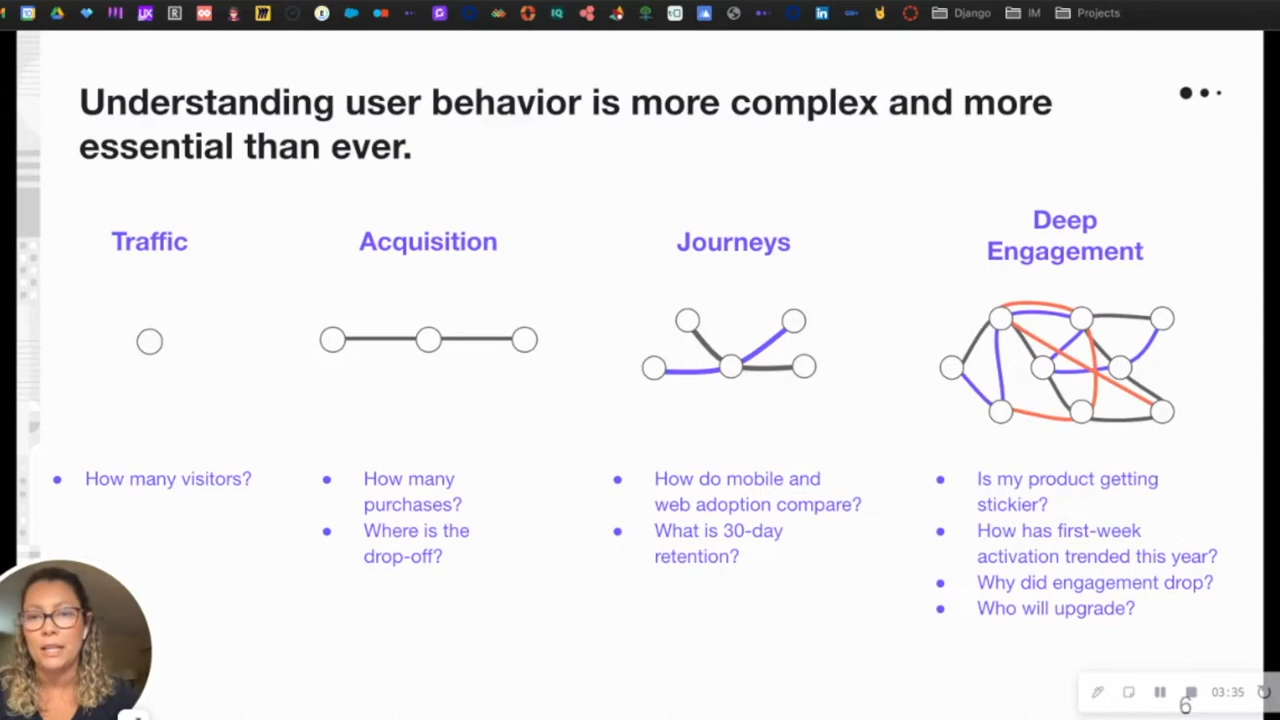 Django
IM
Projects
Understanding user behavior is more complex and more
essential than ever.
Traffic
Acquisition
Journeys
Deep
Engagement
How many visitors?
How many
purchases?
Where is the
drop-off?
How do mobile and
web adoption compare?
What is 30-day
retention?
Is my product getting
stickier?
How has first-week
activation trended this year?
Why did engagement drop?
Who will upgrade?
03:35
6